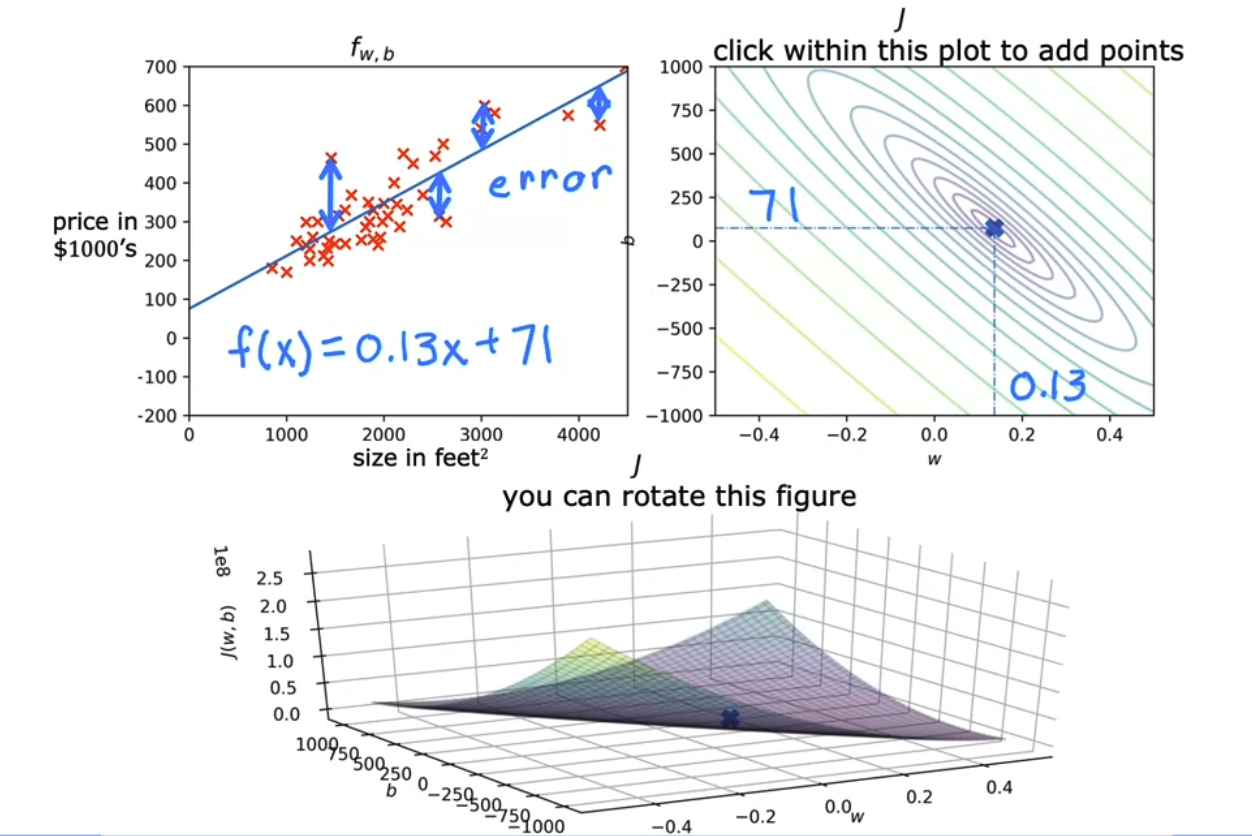 f w, b
700
600
500
400
300
200
100
0
-100
-200
price in
$1000's
error
f(x) = 0.13x + 71
0 1000 2000 3000 4000
size in feet²
J
click within this plot to add points
1000
750
500
250
0
−250
−500
−750
−1000
b
71
0.13
−0.4 −0.2 0.0 0.2 0.4
w
J
you can rotate this figure
1e8
J(w, b)
2.5
2.0
1.5
1.0
0.5
0.0
1000
750
500
250
0
−250
−500
−750
−1000
b
−0.4 −0.2 0.0 0.2 0.4
w